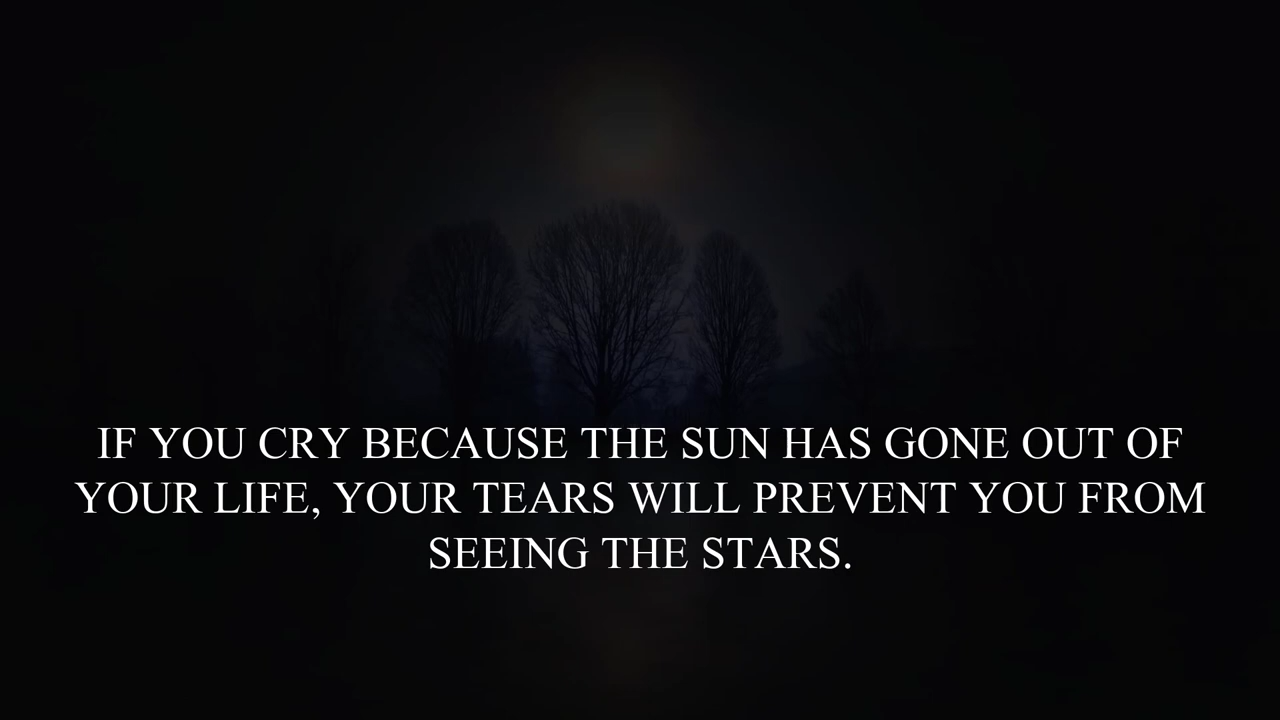 IF YOU CRY BECAUSE THE SUN HAS GONE OUT OF
YOUR LIFE, YOUR TEARS WILL PREVENT YOU FROM
SEEING THE STARS.